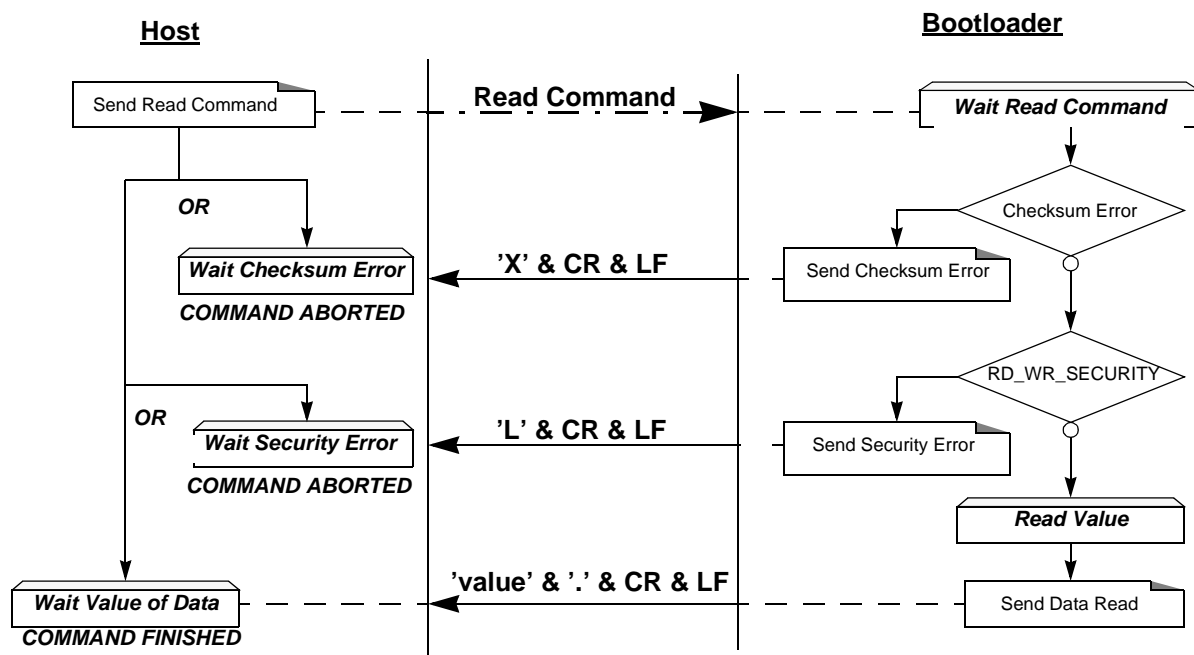 Host
Bootloader
Send Read Command
Read Command
Wait Read Command
OR
Checksum Error
Wait Checksum Error
’X’ & CR & LF
Send Checksum Error
COMMAND ABORTED
RD_WR_SECURITY
OR
Wait Security Error
’L’ & CR & LF
Send Security Error
COMMAND ABORTED
Read Value
’value’ & ’.’ & CR & LF
Wait Value of Data
Send Data Read
COMMAND FINISHED